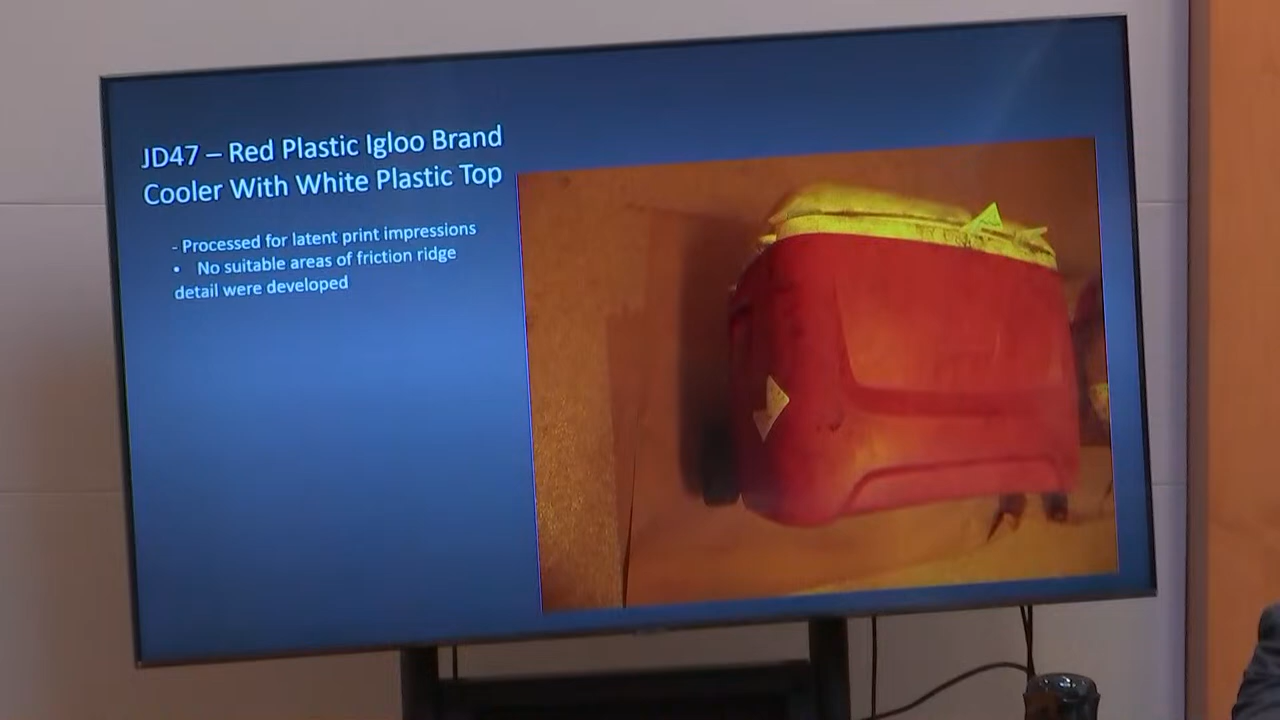 JD47 – Red Plastic Igloo Brand
Cooler With White Plastic Top
- Processed for latent print impressions
• No suitable areas of friction ridge
detail were developed